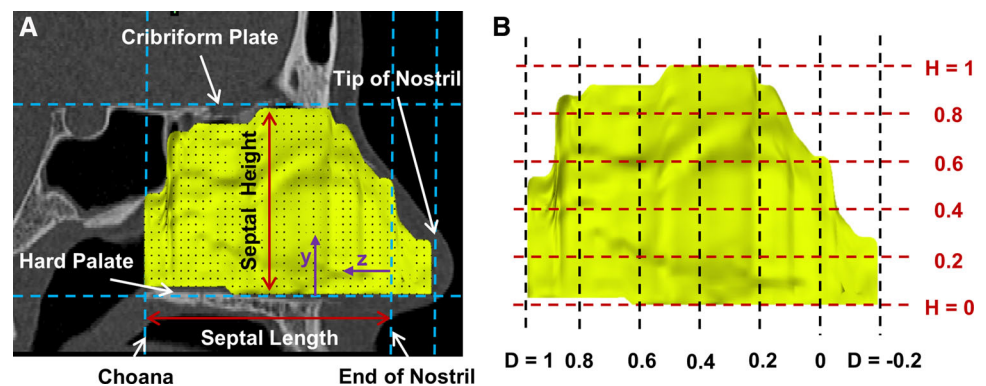 A
Cribriform Plate
Tip of Nostril
Septal Height
y
z
Hard Palate
Septal Length
Choana
End of Nostril
B
H = 1
0.8
0.6
0.4
0.2
H = 0
D = 1 0.8 0.6 0.4 0.2 0 D = -0.2